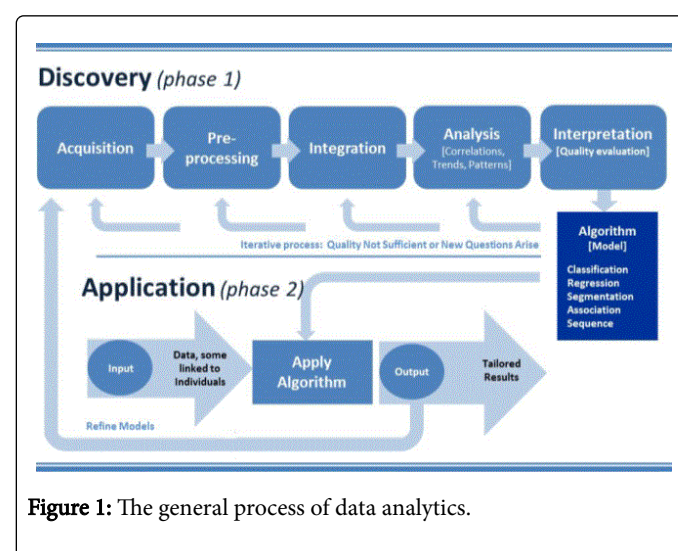 Discovery (phase 1)
Acquisition
Pre-
processing
Integration
Analysis
[Correlations,
Trends, Patterns]
Interpretation
[Quality evaluation]
Iterative process: Quality Not Sufficient or New Questions Arise
Algorithm
[Model]
Classification
Regression
Segmentation
Association
Sequence
Application (phase 2)
Input
Data, some
linked to
Individuals
Apply
Algorithm
Output
Tailored
Results
Refine Models
Figure 1: The general process of data analytics.